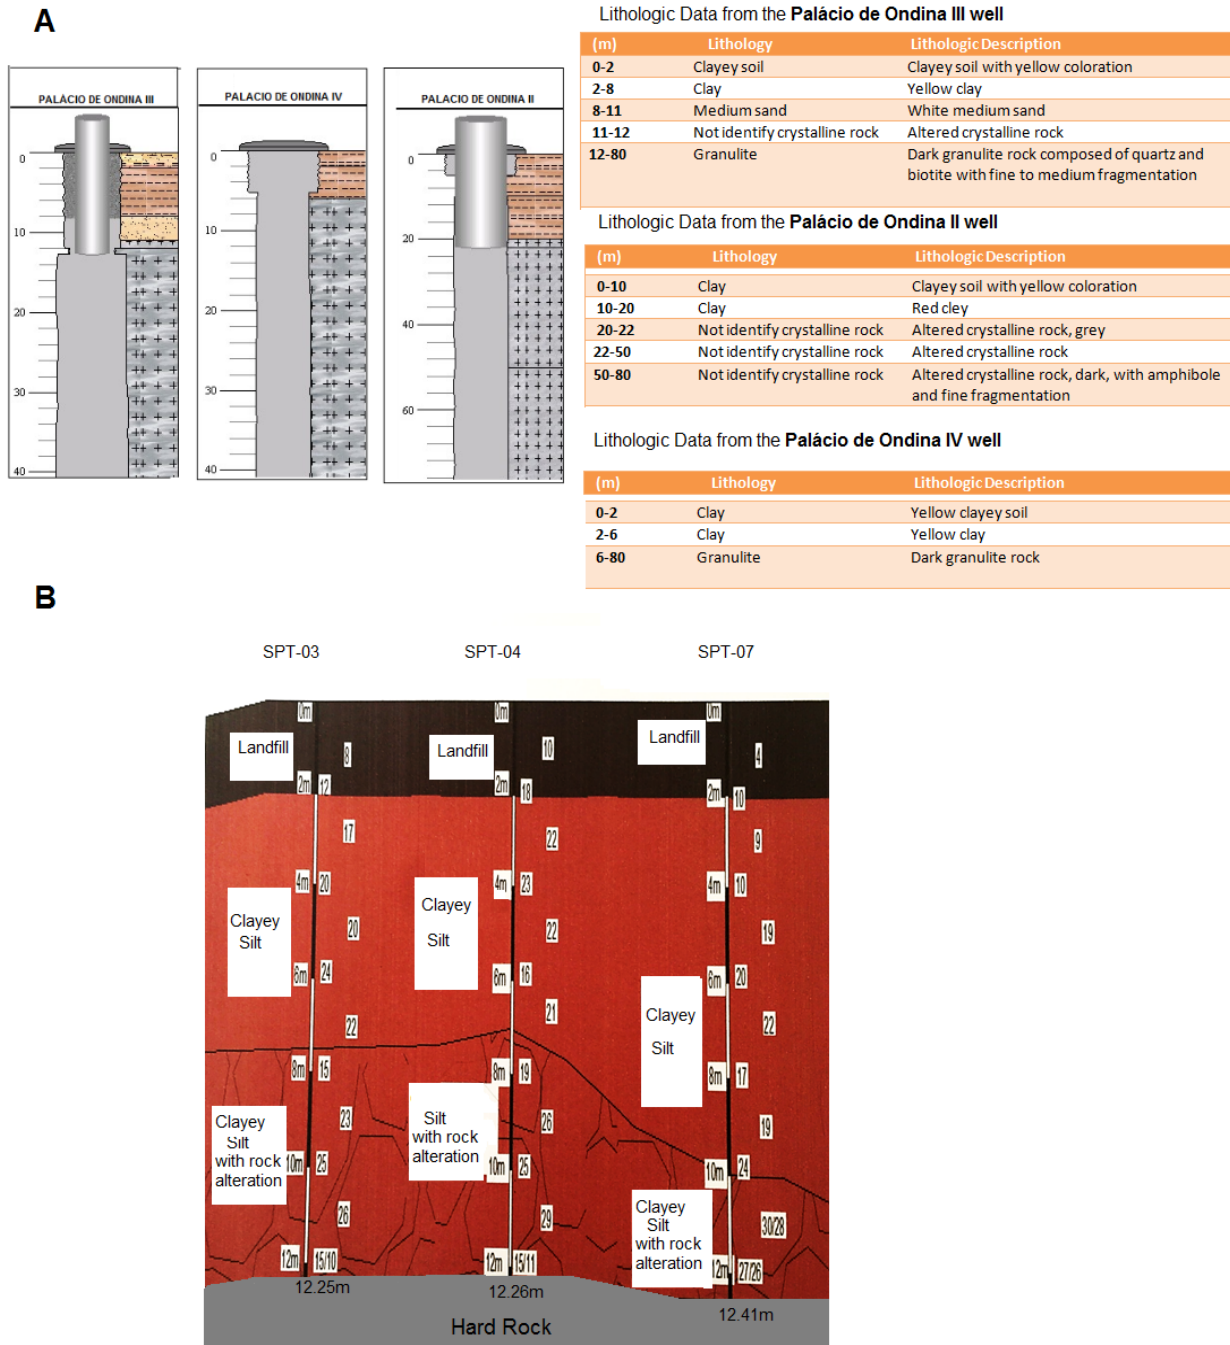 A
PALÁCIO DE ONDINA III
0
10
20
30
40
PALACIO DE ONDINA IV
0
10
20
30
40
PALACIO DE ONDINA II
0
20
40
60
Lithologic Data from the Palácio de Ondina III well
(m) Lithology Lithologic Description
0-2 Clayey soil Clayey soil with yellow coloration
2-8 Clay Yellow clay
8-11 Medium sand White medium sand
11-12 Not identify crystalline rock Altered crystalline rock
12-80 Granulite Dark granulite rock composed of quartz and
biotite with fine to medium fragmentation
Lithologic Data from the Palácio de Ondina II well
(m) Lithology Lithologic Description
0-10 Clay Clayey soil with yellow coloration
10-20 Clay Red cley
20-22 Not identify crystalline rock Altered crystalline rock, grey
22-50 Not identify crystalline rock Altered crystalline rock
50-80 Not identify crystalline rock Altered crystalline rock, dark, with amphibole
and fine fragmentation
Lithologic Data from the Palácio de Ondina IV well
(m) Lithology Lithologic Description
0-2 Clay Yellow clayey soil
2-6 Clay Yellow clay
6-80 Granulite Dark granulite rock
B
SPT-03
0m
Landfill
8
2m 12
17
4m 20
Clayey
Silt
20
6m 24
22
8m 15
Clayey
Silt
with rock
alteration
23
10m 25
26
12m 15/10
12.25m
SPT-04
0m
Landfill
10
2m 18
22
4m 23
Clayey
Silt
22
6m 16
21
8m 19
Silt
with rock
alteration
26
10m 25
29
12m 15/11
12.26m
SPT-07
0m
Landfill
4
2m 10
9
4m 10
19
6m 20
Clayey
Silt
22
8m 17
19
10m 24
Clayey
Silt
with rock
alteration
30/28
12m 27/26
12.41m
Hard Rock